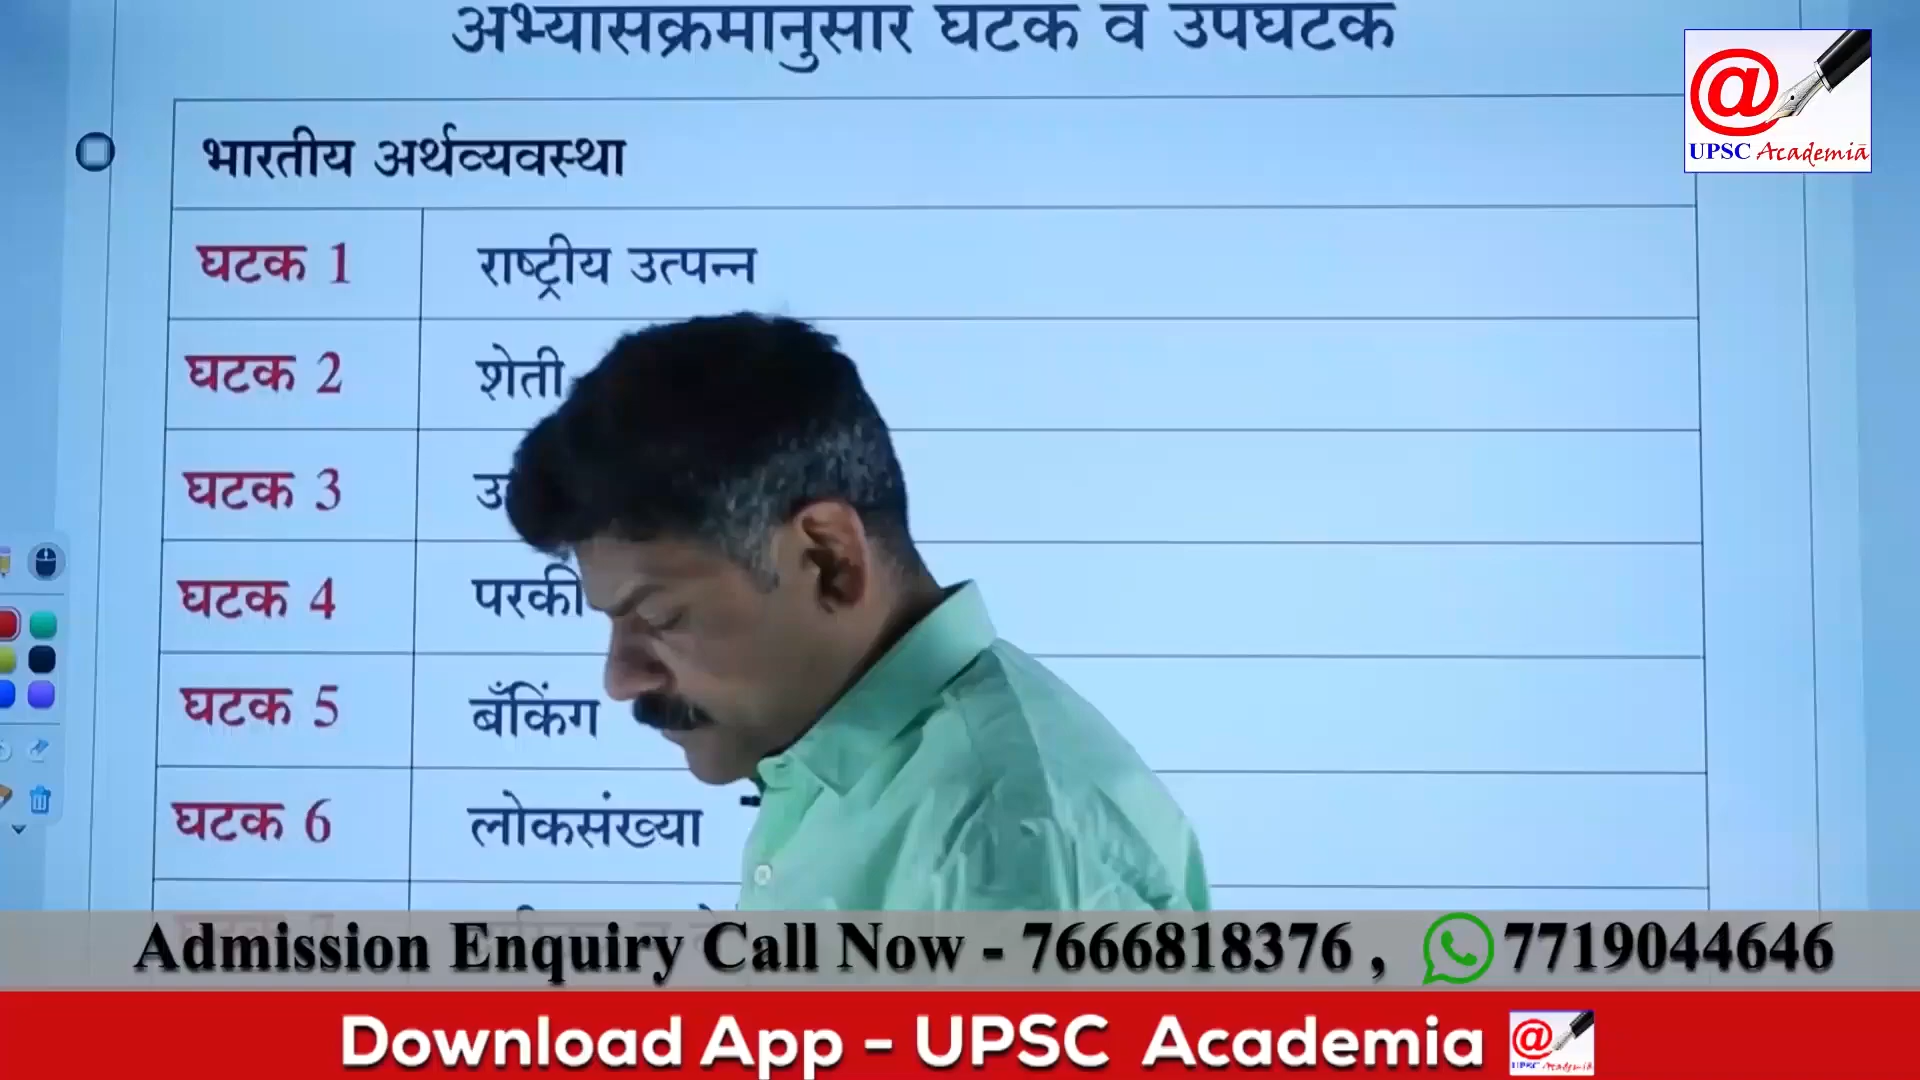 अभ्यासक्रमानुसार घटक व उपघटक
@
UPSC Academiā
भारतीय अर्थव्यवस्था
घटक 1 राष्ट्रीय उत्पन्न
घटक 2 शेती
घटक 3
घटक 4
घटक 5 बँकिंग
घटक 6 लोकसंख्या
Admission Enquiry Call Now - 7666818376 , 7719044646
Download App - UPSC Academia @